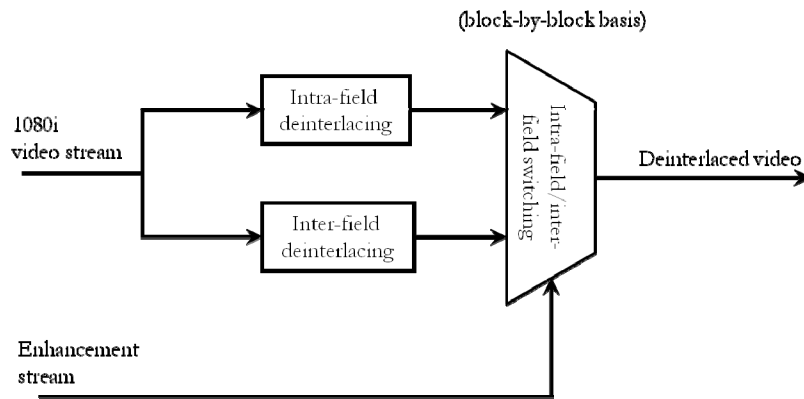 (block-by-block basis)
Intra-field
deinterlacing
1080i
video stream
Intra-field/inter-
field switching
Deinterlaced video
Inter-field
deinterlacing
Enhancement
stream